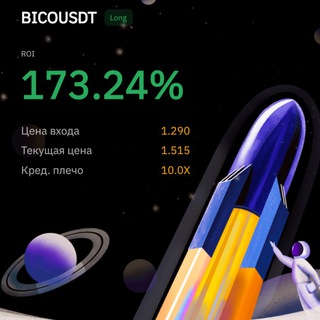 BICOUSDT Long
ROI
173.24%
Цена входа 1.290
Текущая цена 1.515
Кред. плечо 10.0X